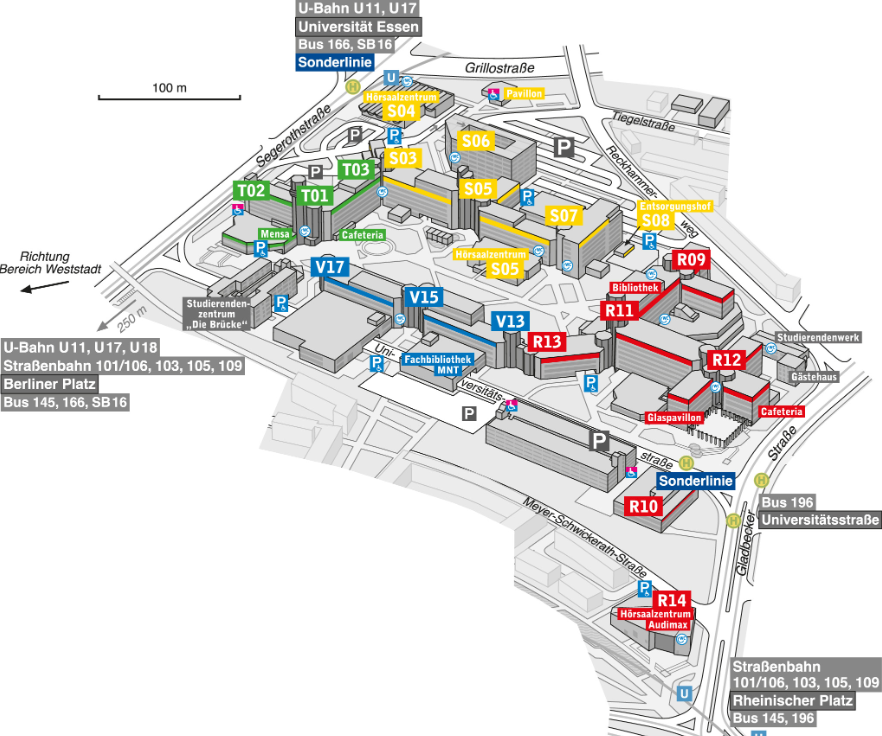 U-Bahn U11, U17
Universität Essen
Bus 166, SB16
Sonderlinie
100 m
Grillostraße
U
H
Hörsaalzentrum
S04
Pavillon
Segerothstraße
P
P
P
Tiegelstraße
Reckhammerweg
S06
P
S03
T03
P
T02
T01
S05
P
S07
Entsorgungshof
S08
P
Mensa
Cafeteria
P
Hörsaalzentrum
S05
R09
Richtung
Bereich Weststadt
V17
Bibliothek
250 m
Studierenden-
zentrum
„Die Brücke“
P
V15
V13
R11
R13
U-Bahn U11, U17, U18
Straßenbahn 101/106, 103, 105, 109
Berliner Platz
Bus 145, 166, SB16
Uni-
versitäts-
straße
P
Fachbibliothek
MNT
P
R12
Studierendenwerk
Gästehaus
Glaspavillon
Cafeteria
P
P
H
Sonderlinie
R10
H
H
Gladbecker
Straße
Bus 196
Universitätsstraße
Meyer-Schwickerath-Straße
P
R14
Hörsaalzentrum
Audimax
U
Straßenbahn
101/106, 103, 105, 109
Rheinischer Platz
Bus 145, 196
U